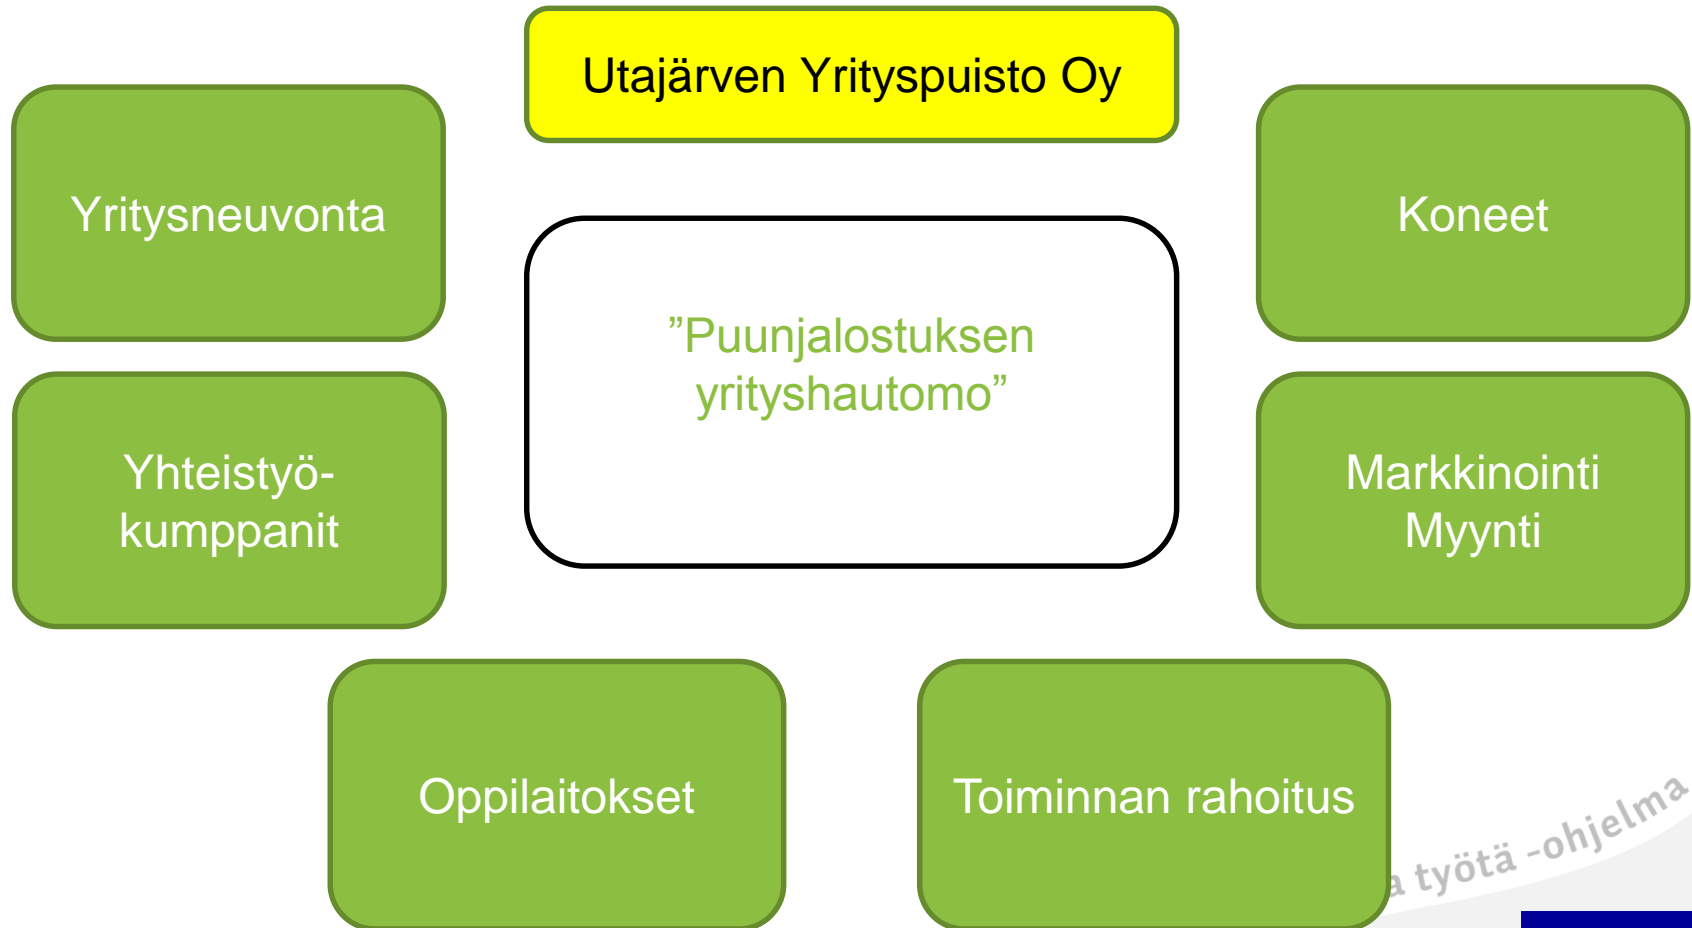 Utajärven Yrityspuisto Oy
Yritysneuvonta
Koneet
”Puunjalostuksen
yrityshautomo”
Yhteistyö-
kumppanit
Markkinointi
Myynti
Oppilaitokset
Toiminnan rahoitus
a työtä -ohjelma